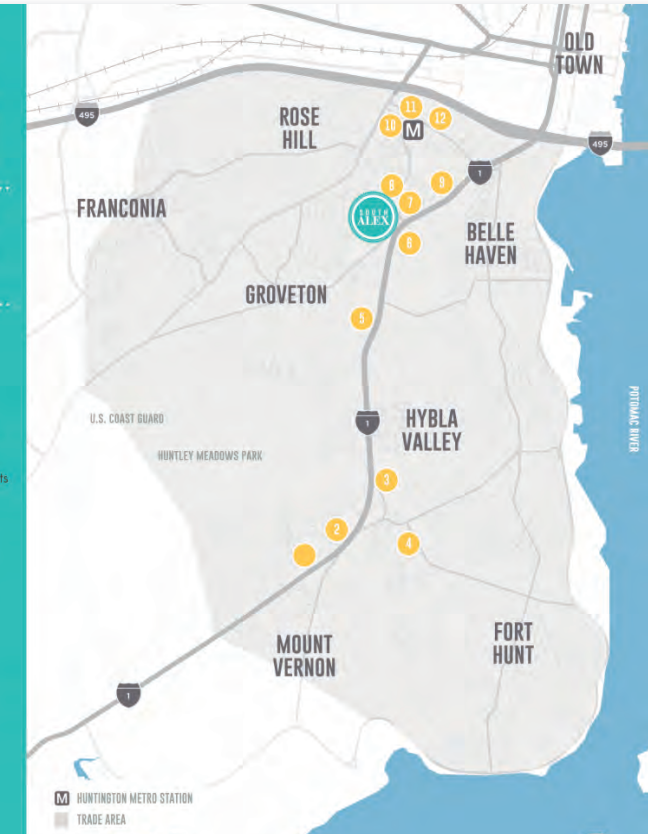 OLD
TOWN
11
ROSE
HILL
10
12
M
495
495
1
8
9
FRANCONIA
7
SOUTH
ALEX
6
BELLE
HAVEN
GROVETON
5
U.S. COAST GUARD
1
HYBLA
VALLEY
POTOMAC RIVER
HUNTLEY MEADOWS PARK
3
ts
2
4
MOUNT
VERNON
FORT
HUNT
1
M HUNTINGTON METRO STATION
TRADE AREA